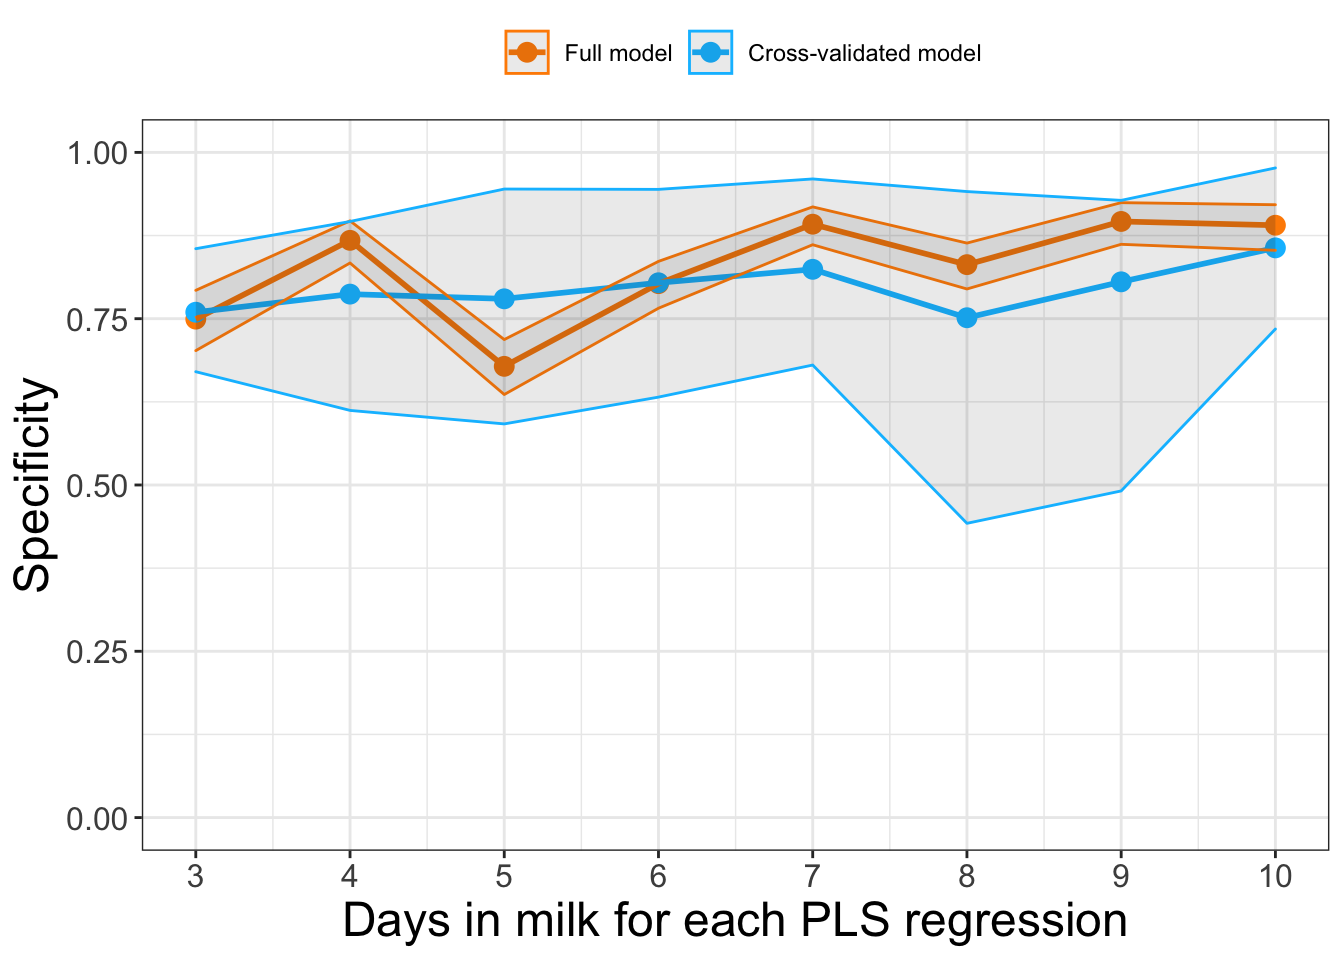 Full model Cross-validated model
Specificity
1.00
0.75
0.50
0.25
0.00
3 4 5 6 7 8 9 10
Days in milk for each PLS regression